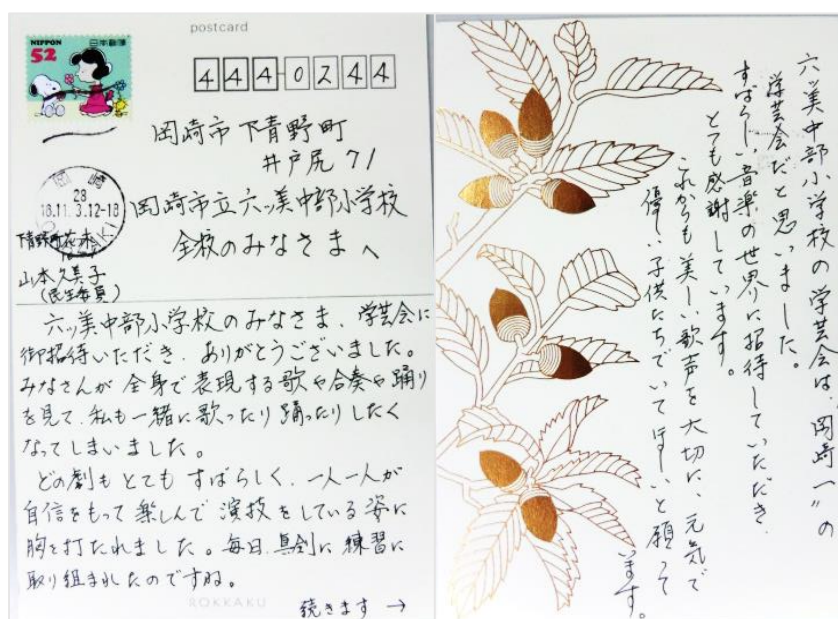 postcard
NIPPON
日本郵便
52
444-0244
岡崎市下青野町
井戸尻 71
岡崎市立六ッ美中部小学校
全校のみなさまへ
岡崎
28
18.11. 3.12-18
下青野町花木
山本久美子
(民生委員)
六ッ美中部小学校のみなさま、学芸会に
御招待いただき、ありがとうございました。
みなさんが 全身で表現する歌や合奏や踊り
を見て、私も一緒に歌ったり踊ったりしたく
なってしまいました。
どの劇も とても すばらしく、一人一人が
自信をもって 楽しんで 演技をしている 姿に
胸を打たれました。毎日、真剣に 練習に
取り組まれたのですね。
ROKKAKU
続きます →
六ッ美中部小学校の学芸会は、岡崎一〃の
学芸会だと思いました。
すばらしい音楽の世界に招待していただき、
とても感謝しています。
これからも美しい歌声を大切に、元気で
優しい子供たちでいてほしいと願って
います。